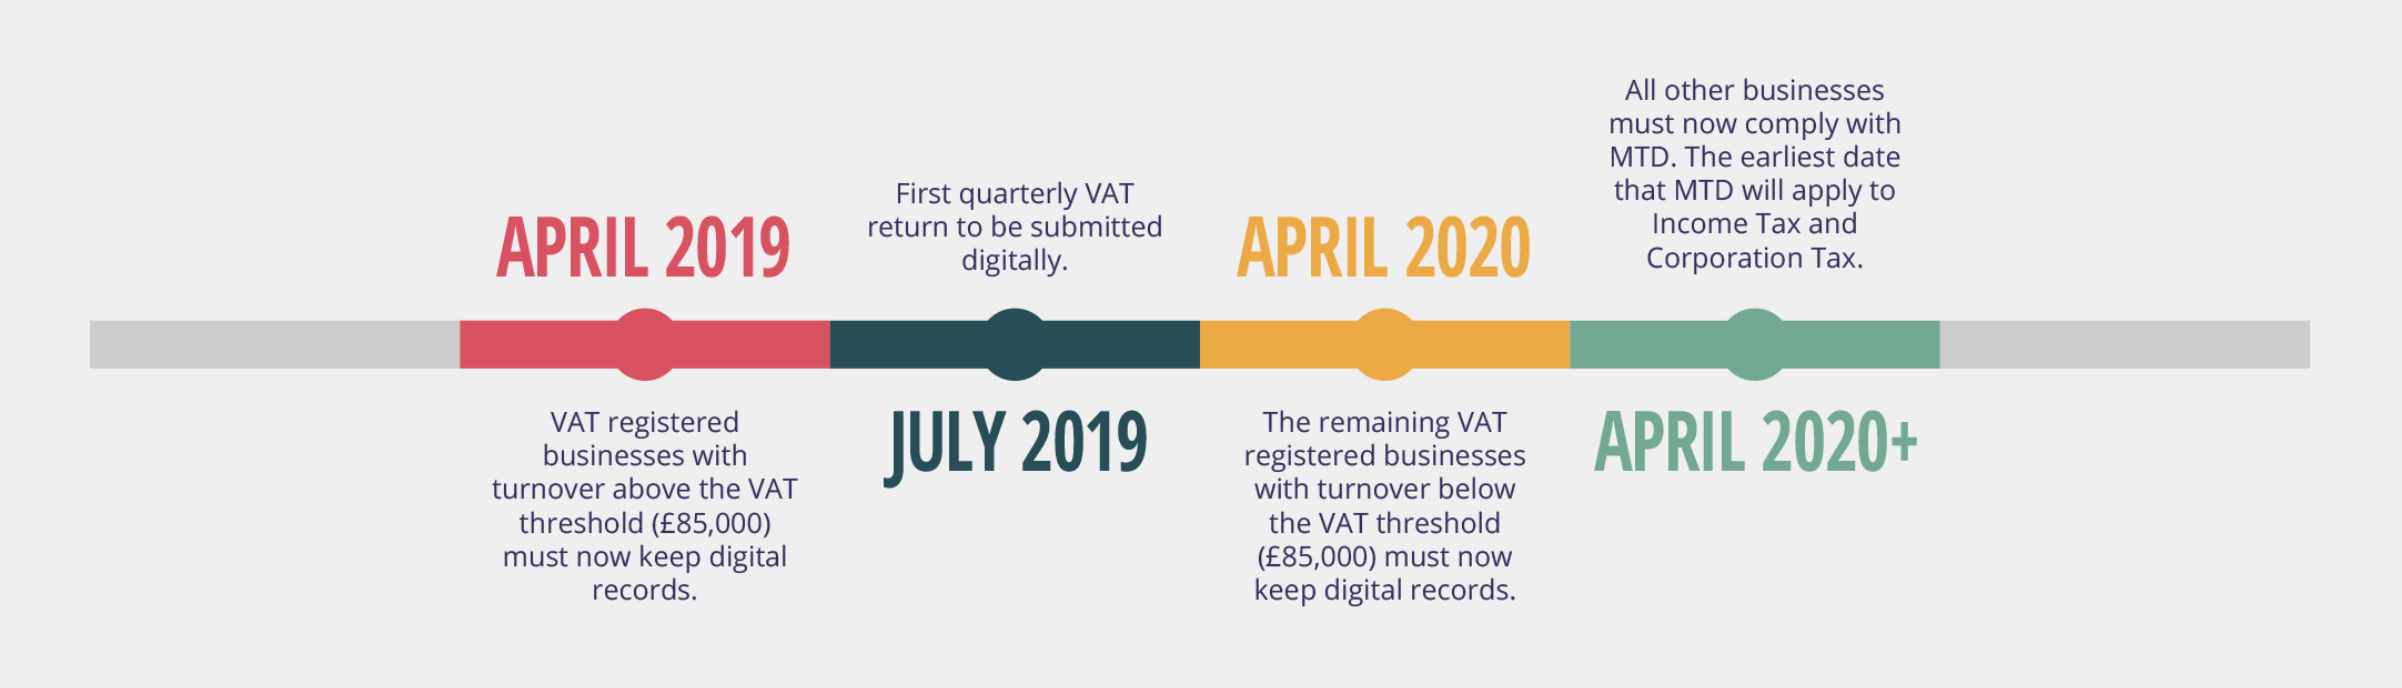 APRIL 2019
VAT registered
businesses with
turnover above the VAT
threshold (£85,000)
must now keep digital
records.
First quarterly VAT
return to be submitted
digitally.
JULY 2019
APRIL 2020
The remaining VAT
registered businesses
with turnover below
the VAT threshold
(£85,000) must now
keep digital records.
All other businesses
must now comply with
MTD. The earliest date
that MTD will apply to
Income Tax and
Corporation Tax.
APRIL 2020+